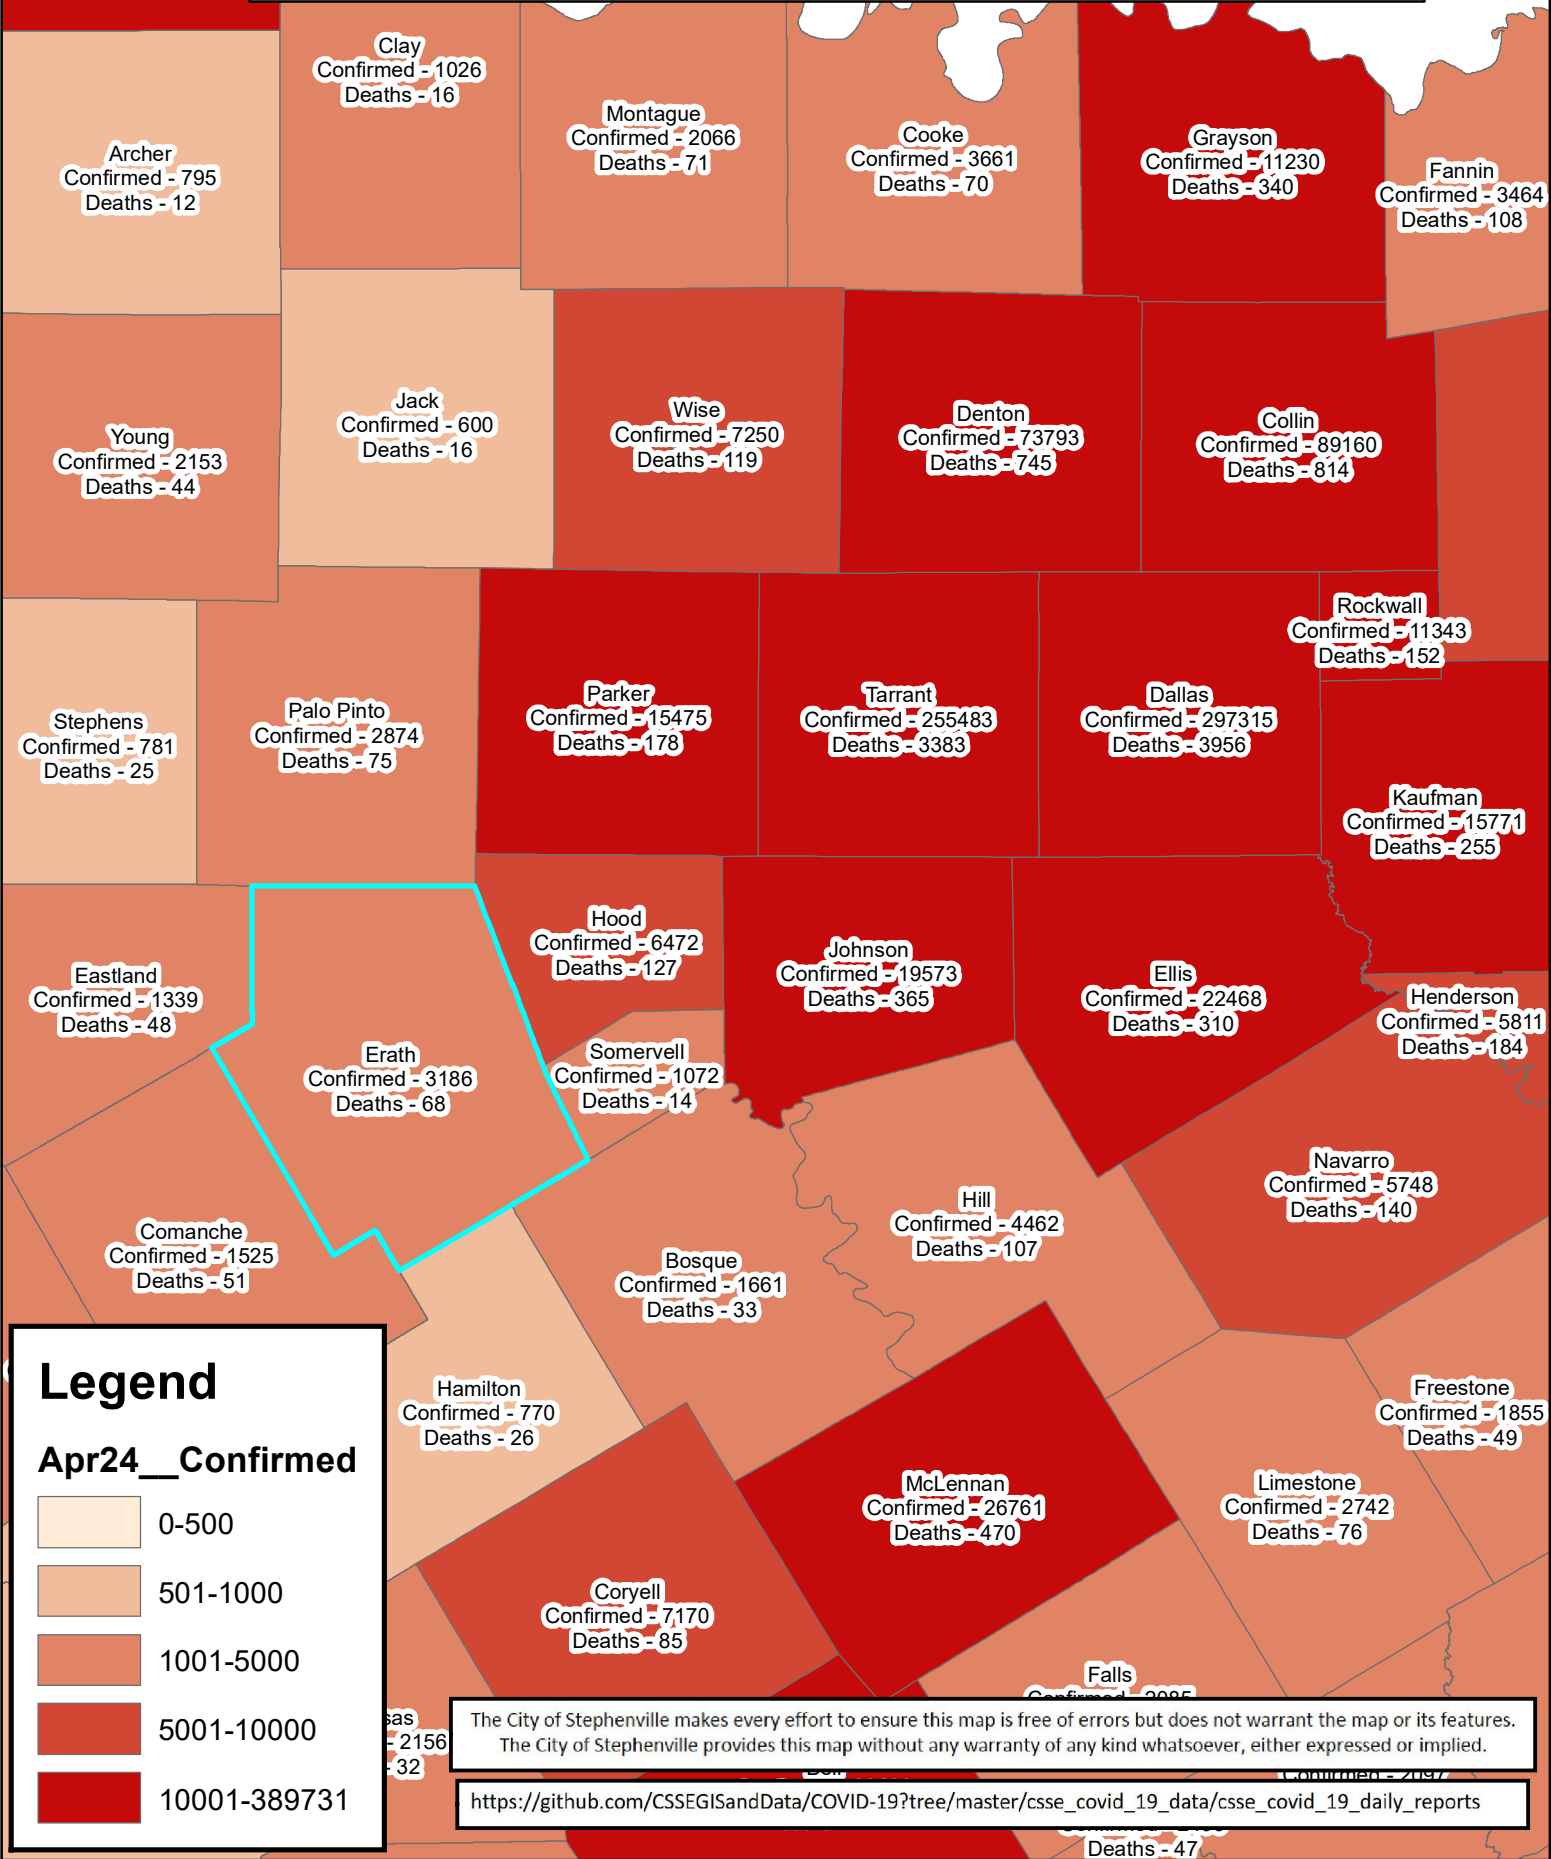 Clay
Confirmed - 1026
Deaths - 16
Montague
Confirmed - 2066
Deaths - 71
Cooke
Confirmed - 3661
Deaths - 70
Grayson
Confirmed - 11230
Deaths - 340
Archer
Confirmed - 795
Deaths - 12
Fannin
Confirmed - 3464
Deaths - 108
Young
Confirmed - 2153
Deaths - 44
Jack
Confirmed - 600
Deaths - 16
Wise
Confirmed - 7250
Deaths - 119
Denton
Confirmed - 73793
Deaths - 745
Collin
Confirmed - 89160
Deaths - 814
Rockwall
Confirmed - 11343
Deaths - 152
Stephens
Confirmed - 781
Deaths - 25
Palo Pinto
Confirmed - 2874
Deaths - 75
Parker
Confirmed - 15475
Deaths - 178
Tarrant
Confirmed - 255483
Deaths - 3383
Dallas
Confirmed - 297315
Deaths - 3956
Kaufman
Confirmed - 15771
Deaths - 255
Eastland
Confirmed - 1339
Deaths - 48
Erath
Confirmed - 3186
Deaths - 68
Hood
Confirmed - 6472
Deaths - 127
Somervell
Confirmed - 1072
Deaths - 14
Johnson
Confirmed - 19573
Deaths - 365
Ellis
Confirmed - 22468
Deaths - 310
Henderson
Confirmed - 5811
Deaths - 184
Navarro
Confirmed - 5748
Deaths - 140
Comanche
Confirmed - 1525
Deaths - 51
Bosque
Confirmed - 1661
Deaths - 33
Hill
Confirmed - 4462
Deaths - 107
Hamilton
Confirmed - 770
Deaths - 26
Freestone
Confirmed - 1855
Deaths - 49
McLennan
Confirmed - 26761
Deaths - 470
Limestone
Confirmed - 2742
Deaths - 76
Coryell
Confirmed - 7170
Deaths - 85
Falls
Confirmed - 2085
sas
- 2156
- 32
Bell
Confirmed - 2097
Deaths - 47
Legend
Apr24__Confirmed
0-500
501-1000
1001-5000
5001-10000
10001-389731
The City of Stephenville makes every effort to ensure this map is free of errors but does not warrant the map or its features.
The City of Stephenville provides this map without any warranty of any kind whatsoever, either expressed or implied.
https://github.com/CSSEGISandData/COVID-19?tree/master/csse_covid_19_data/csse_covid_19_daily_reports